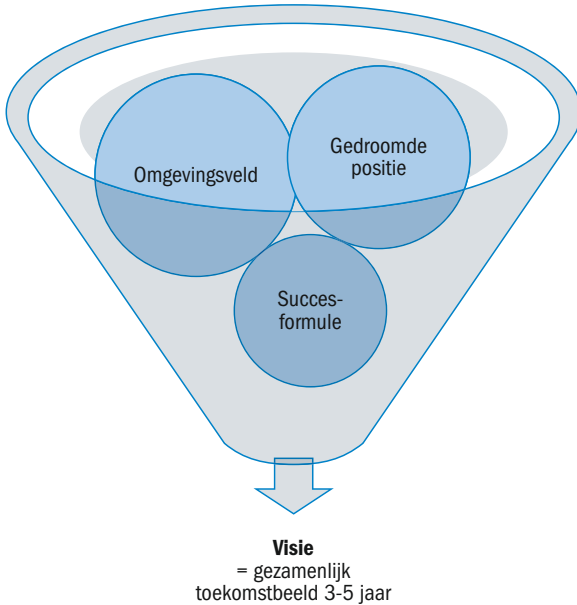 Omgevingsveld
Gedroomde
positie
Succes-
formule
Visie
= gezamenlijk
toekomstbeeld 3-5 jaar